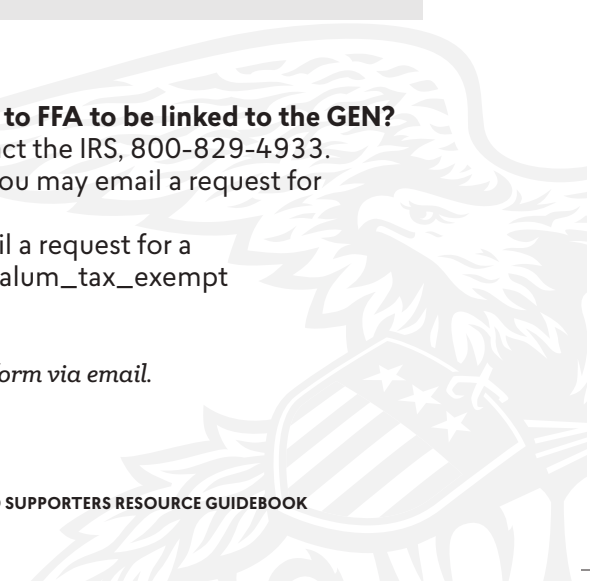 to FFA to be linked to the GEN?
ct the IRS, 800-829-4933.
ou may email a request for
il a request for a
alum_tax_exempt
orm via email.
SUPPORTERS RESOURCE GUIDEBOOK